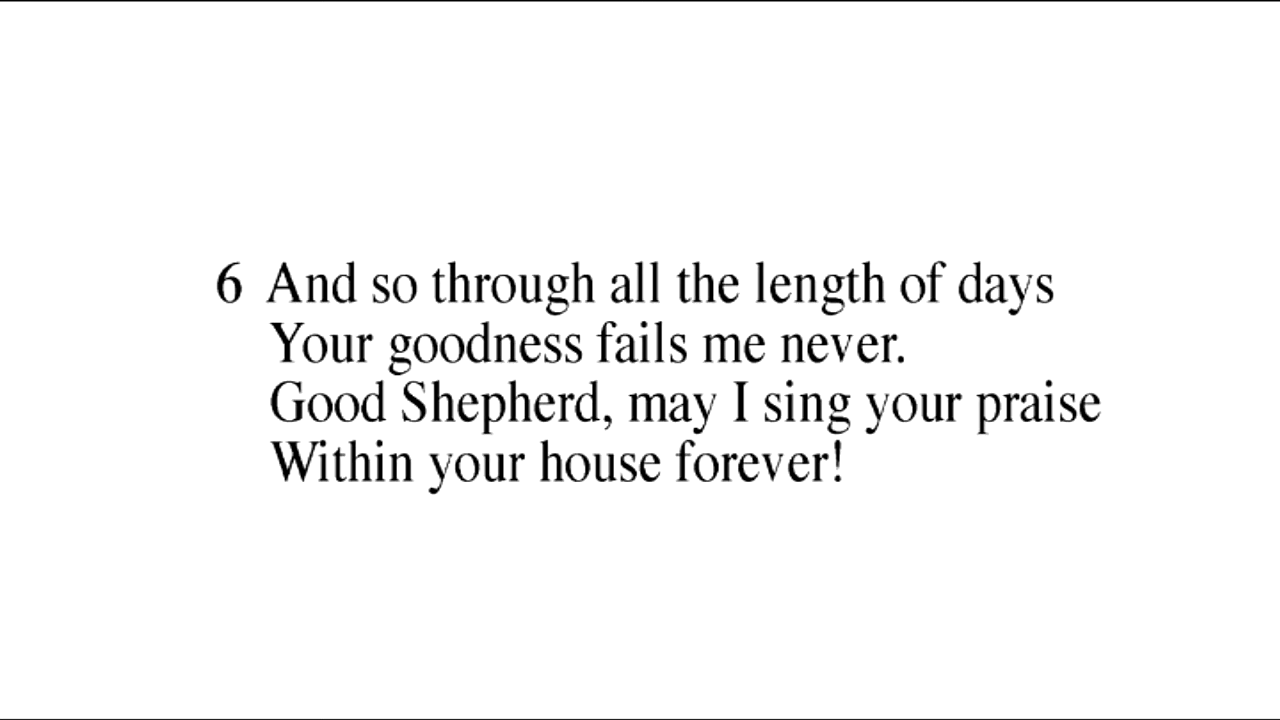 6 And so through all the length of days
Your goodness fails me never.
Good Shepherd, may I sing your praise
Within your house forever!